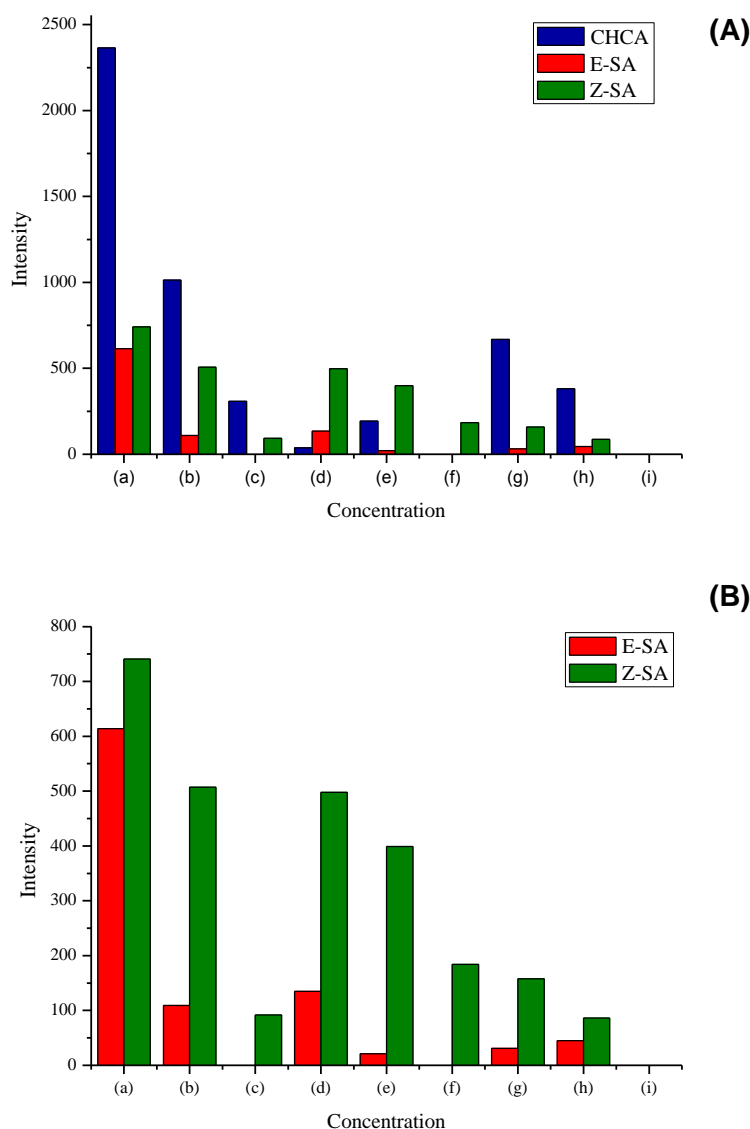 (A)
CHCA
E-SA
Z-SA
2500
2000
1500
1000
500
0
Intensity
(a) (b) (c) (d) (e) (f) (g) (h) (i)
Concentration
(B)
E-SA
Z-SA
800
700
600
500
400
300
200
100
0
Intensity
(a) (b) (c) (d) (e) (f) (g) (h) (i)
Concentration